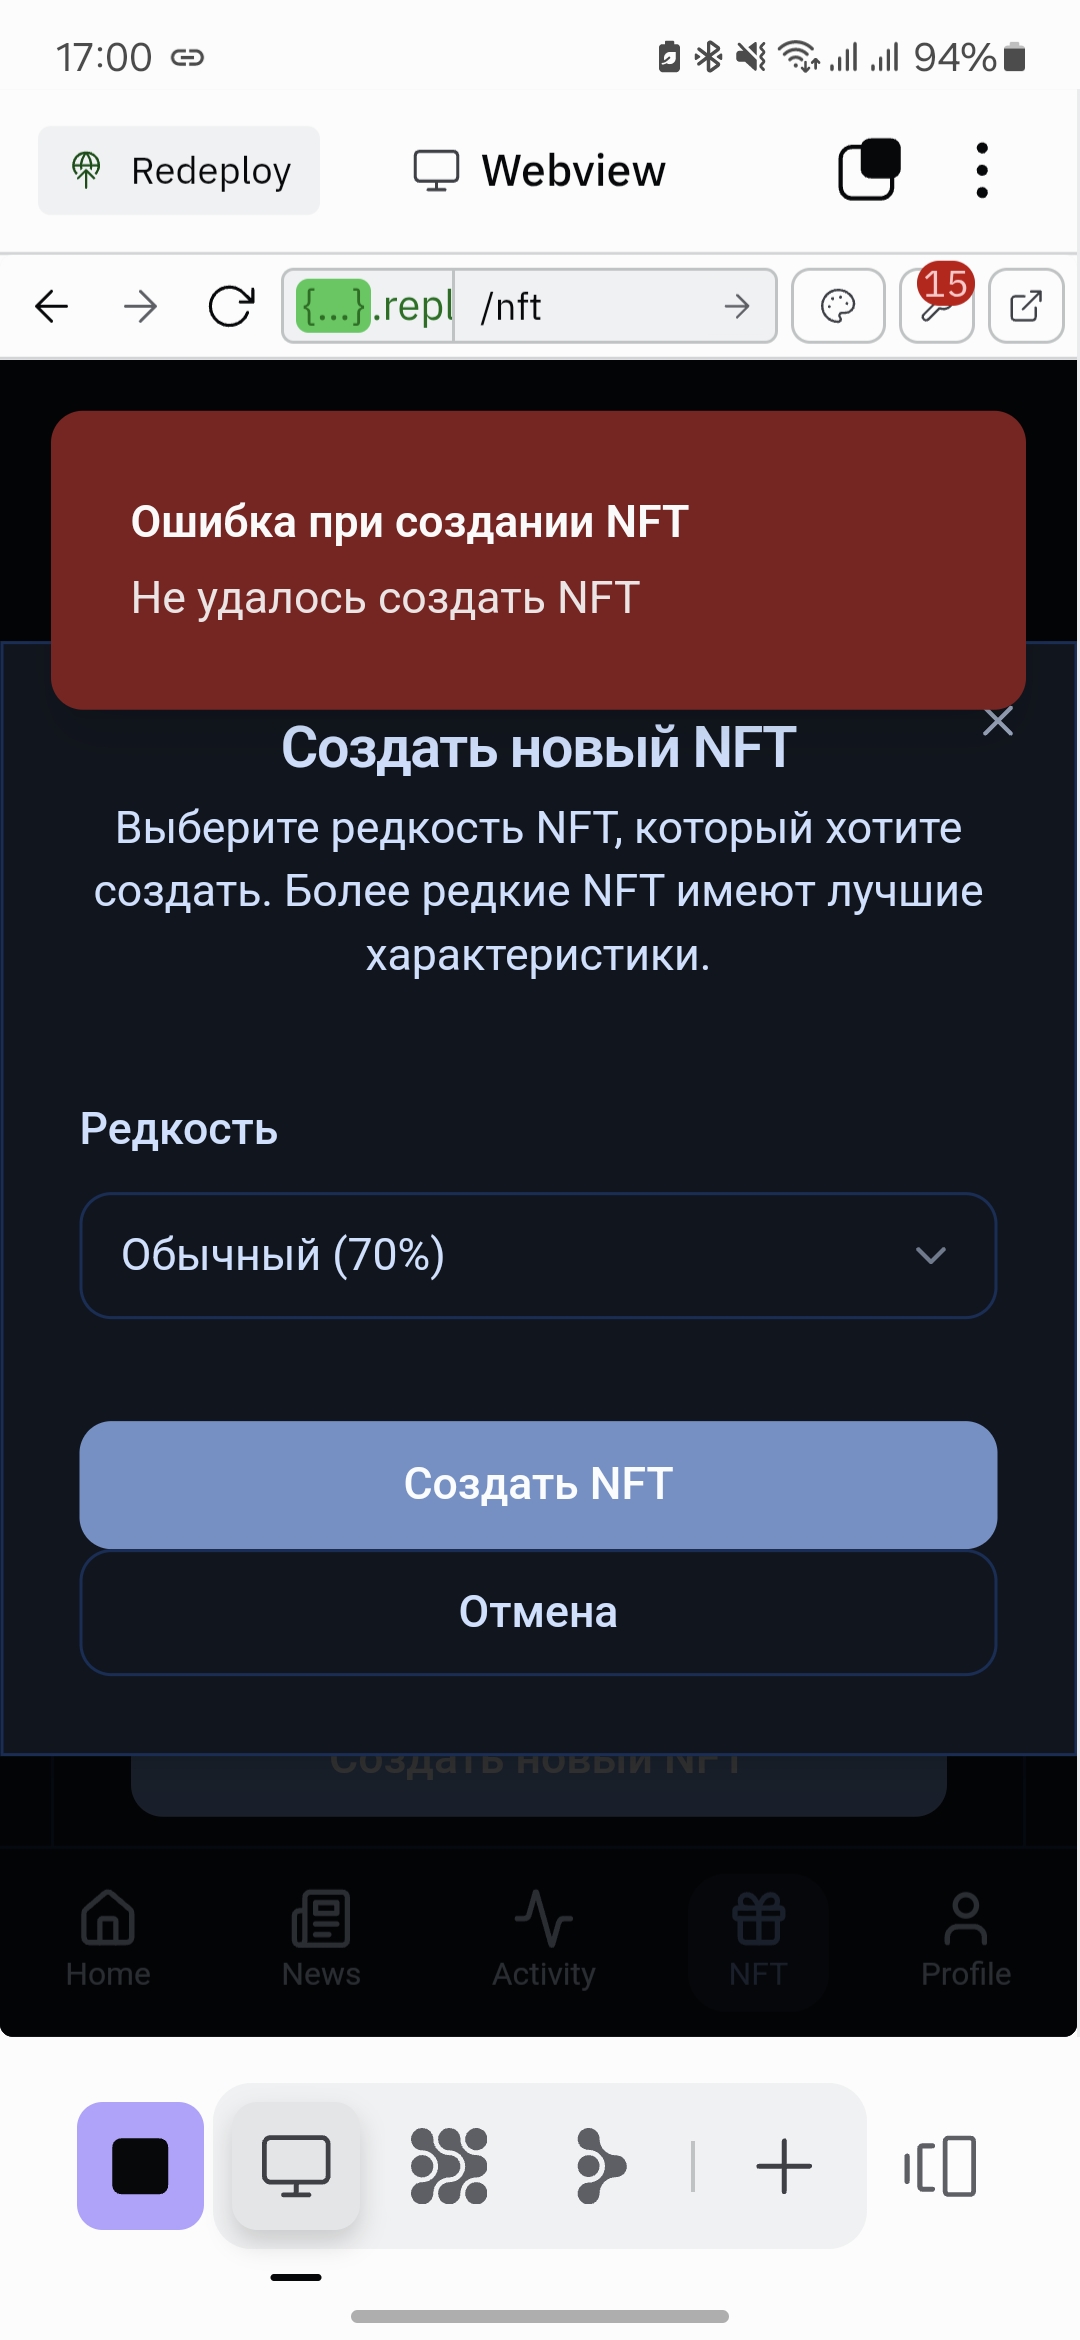 17:00
94%
Redeploy
Webview
{...}.repl
/nft
15
Ошибка при создании NFT
Не удалось создать NFT
Создать новый NFT
Выберите редкость NFT, который хотите
создать. Более редкие NFT имеют лучшие
характеристики.
Редкость
Обычный (70%)
Создать NFT
Отмена
Создать новый NFT
Home
News
Activity
NFT
Profile